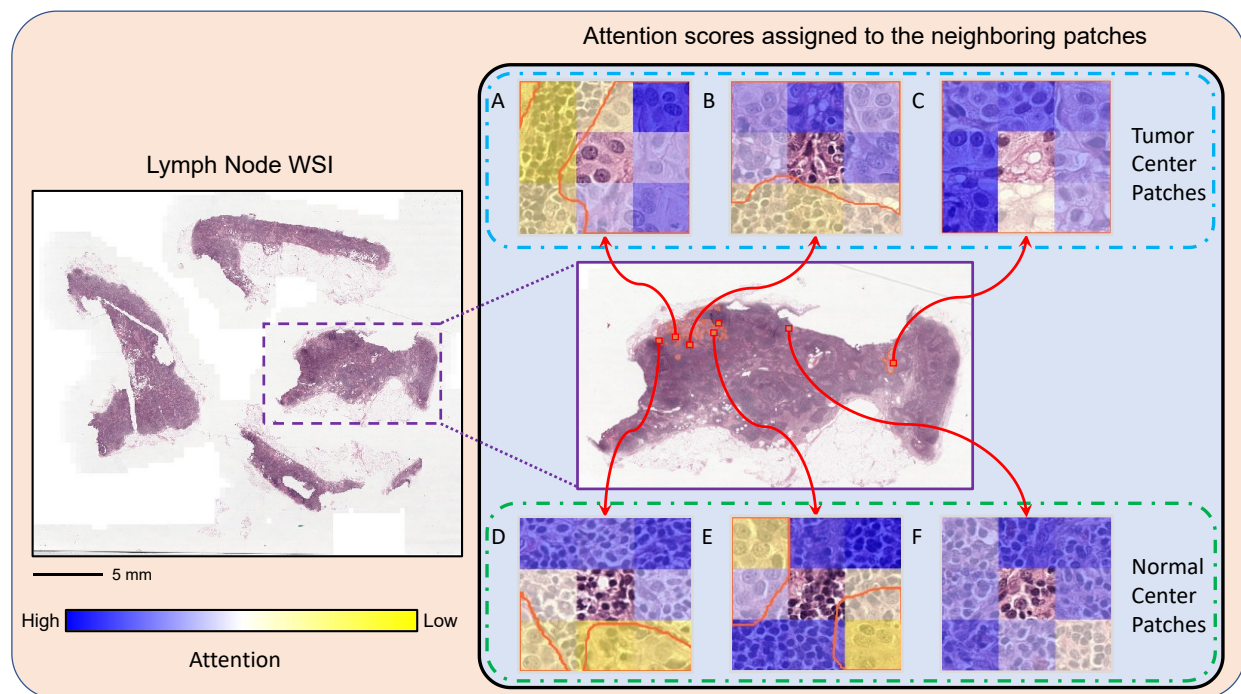 Attention scores assigned to the neighboring patches
A
B
C
Tumor
Center
Patches
Lymph Node WSI
5 mm
High
Low
Attention
D
E
F
Normal
Center
Patches